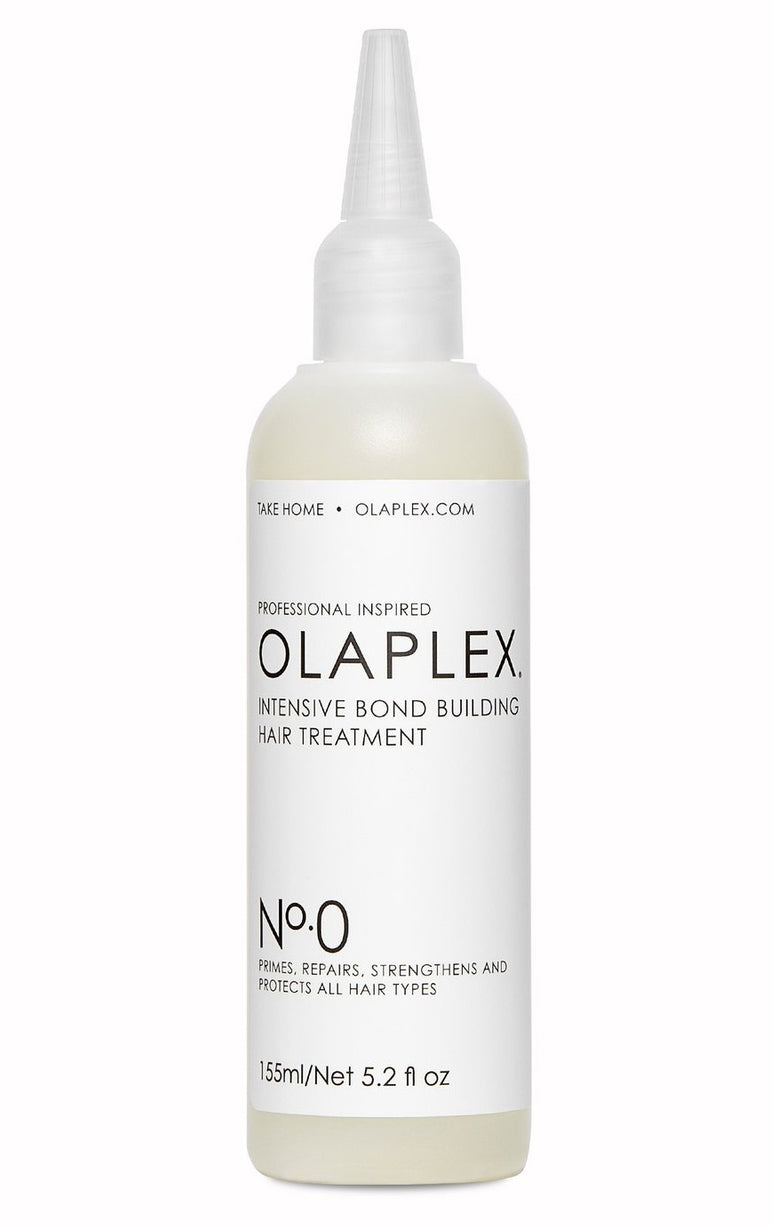 TAKE HOME • OLAPLEX.COM
PROFESSIONAL INSPIRED
OLAPLEX.
INTENSIVE BOND BUILDING
HAIR TREATMENT
Nº.0
PRIMES, REPAIRS, STRENGTHENS AND
PROTECTS ALL HAIR TYPES
155ml/Net 5.2 fl oz